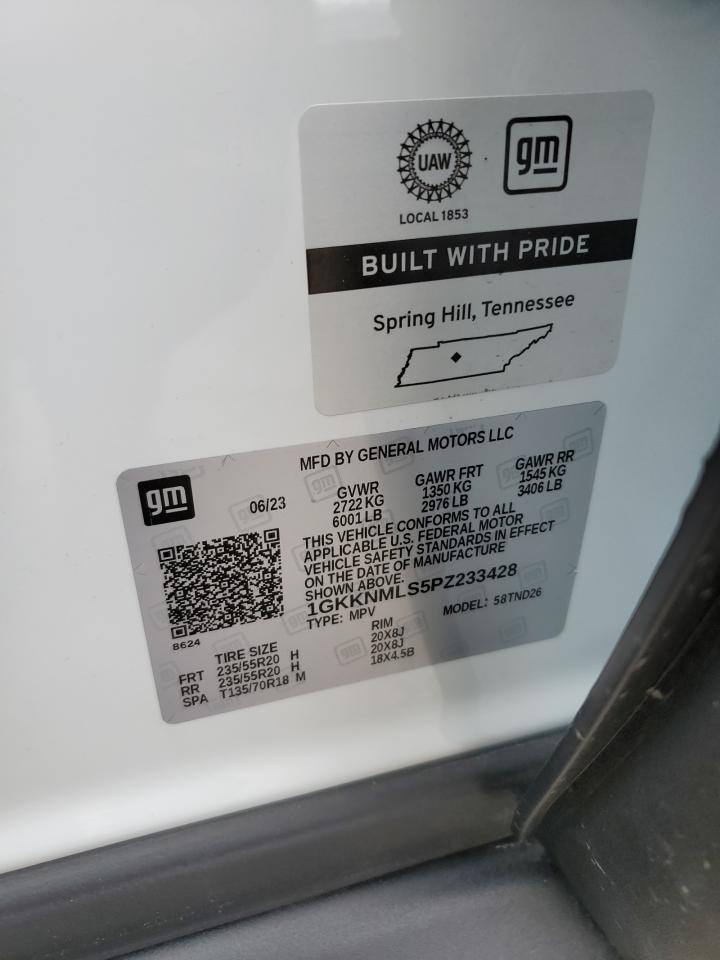 UAW
gm
LOCAL 1853
BUILT WITH PRIDE
Spring Hill, Tennessee
MFD BY GENERAL MOTORS LLC
gm
06/23
GVWR
2722 KG
6001 LB
GAWR FRT
1350 KG
2976 LB
GAWR RR
1545 KG
3406 LB
THIS VEHICLE CONFORMS TO ALL
APPLICABLE U.S. FEDERAL MOTOR
VEHICLE SAFETY STANDARDS IN EFFECT
ON THE DATE OF MANUFACTURE
SHOWN ABOVE.
1GKKNMLS5PZ233428
TYPE: MPV
MODEL: 58TND26
8624
TIRE SIZE
RIM
FRT 235/55R20 H 20X8J
RR 235/55R20 H 20X8J
SPA T135/70R18 M 18X4.5B